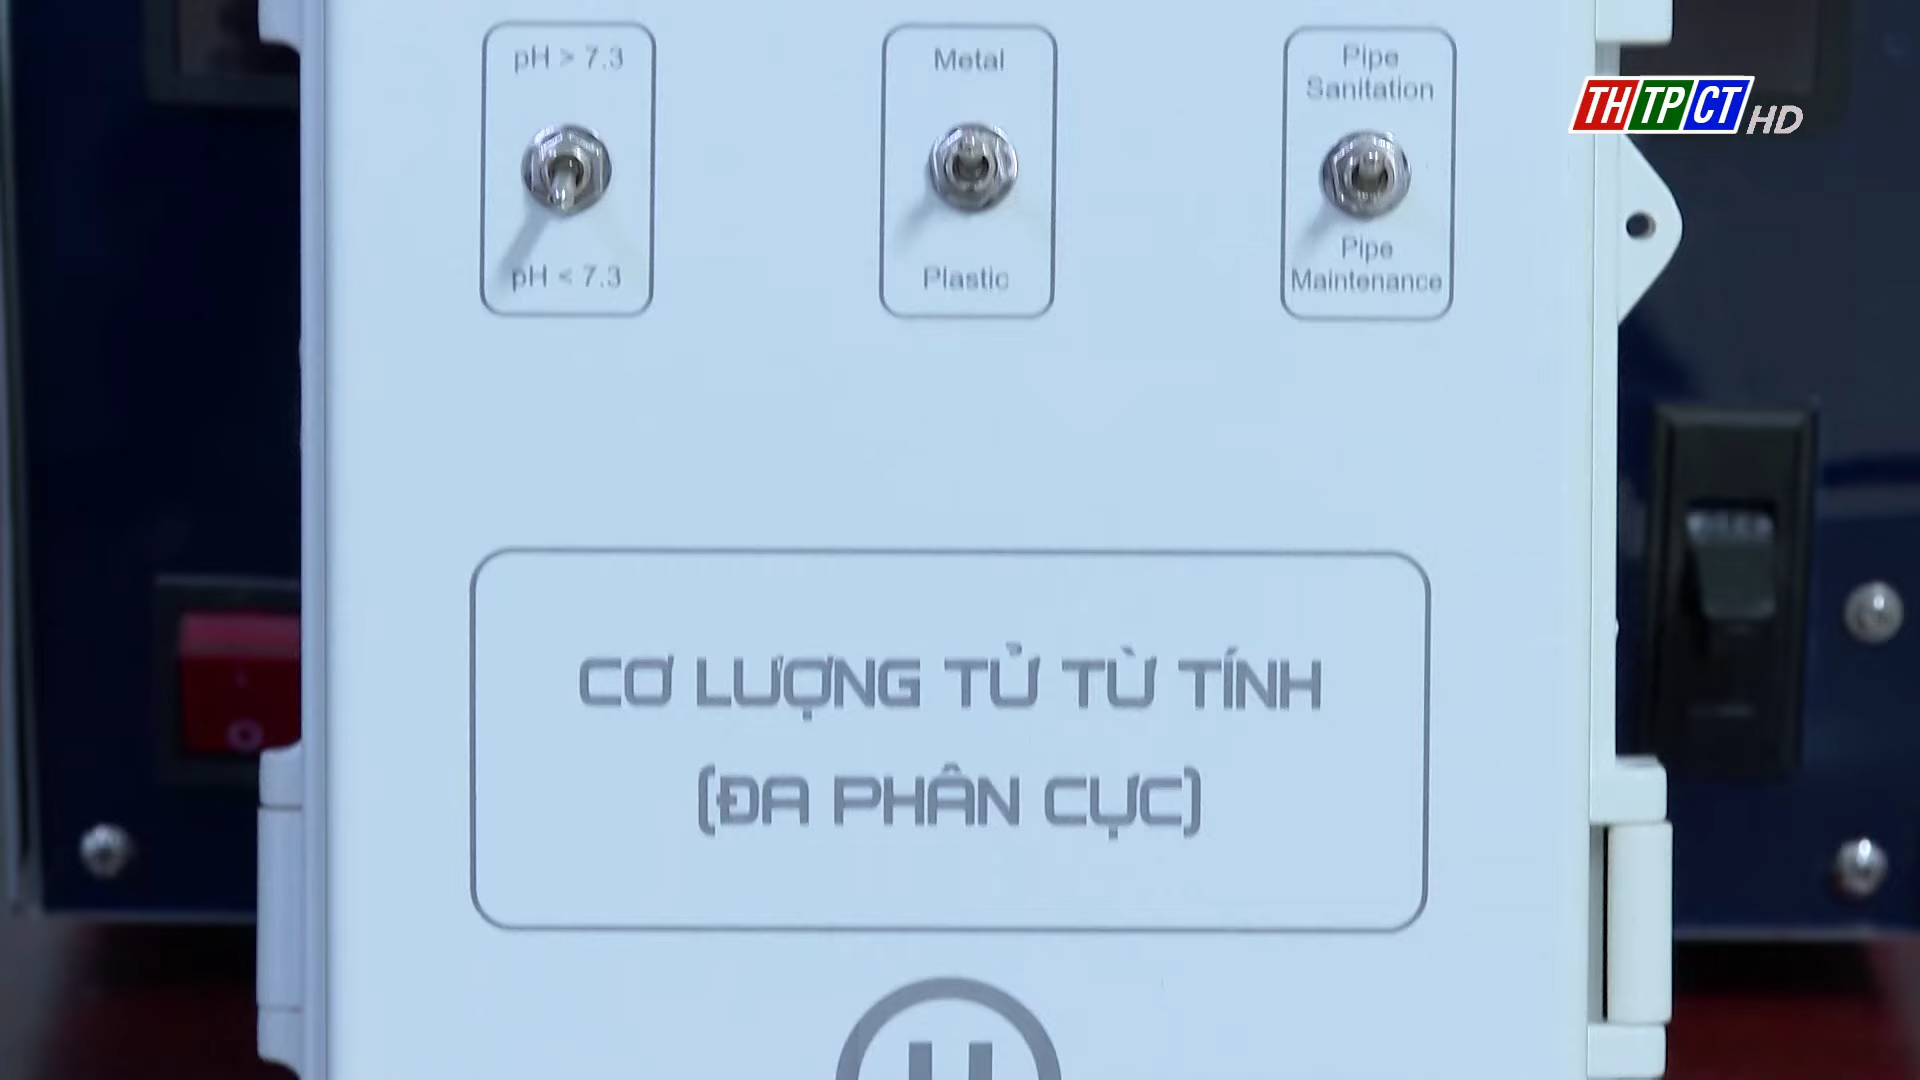 pH > 7.3
Metal
Pipe
Sanitation
THTPCT HD
pH < 7.3
Plastic
Pipe
Maintenance
CƠ LƯỢNG TỬ TỪ TÍNH
(ĐA PHÂN CỰC)